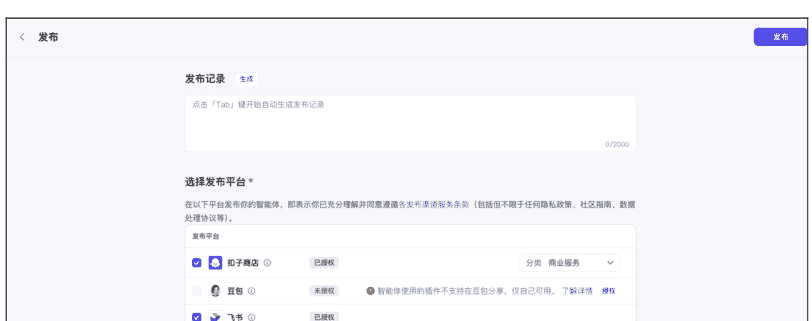 发布
发布
发布记录 生成
点击「Tab」键开始自动生成发布记录
0/2000
选择发布平台 *
在以下平台发布你的智能体，即表示你已充分理解并同意遵循各发布渠道服务条款（包括但不限于任何隐私政策、社区指南、数据
处理协议等）。
发布平台
扣子商店 已授权 分类 商业服务
豆包 未授权 智能体使用的插件不支持在豆包分享，仅自己可用。 了解详情 授权
飞书 已授权